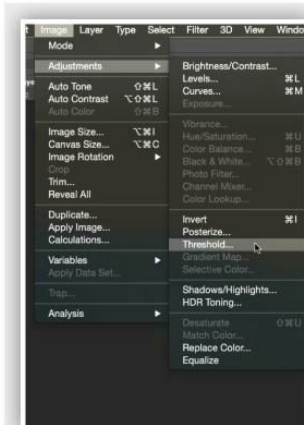 Image Layer Type Select Filter 3D View Windo
Mode
Adjustments
Auto Tone ⇧⌘L
Auto Contrast ⌥⇧⌘L
Auto Color ⇧⌘B
Image Size... ⌥⌘I
Canvas Size... ⌥⌘C
Image Rotation
Crop
Trim...
Reveal All
Duplicate...
Apply Image...
Calculations...
Variables
Apply Data Set...
Trap...
Analysis
Brightness/Contrast...
Levels... ⌘L
Curves... ⌘M
Exposure...
Vibrance...
Hue/Saturation... ⌘U
Color Balance... ⌘B
Black & White... ⌥⇧⌘B
Photo Filter...
Channel Mixer...
Color Lookup...
Invert ⌘I
Posterize...
Threshold...
Gradient Map...
Selective Color...
Shadows/Highlights...
HDR Toning...
Desaturate ⇧⌘U
Match Color...
Replace Color...
Equalize